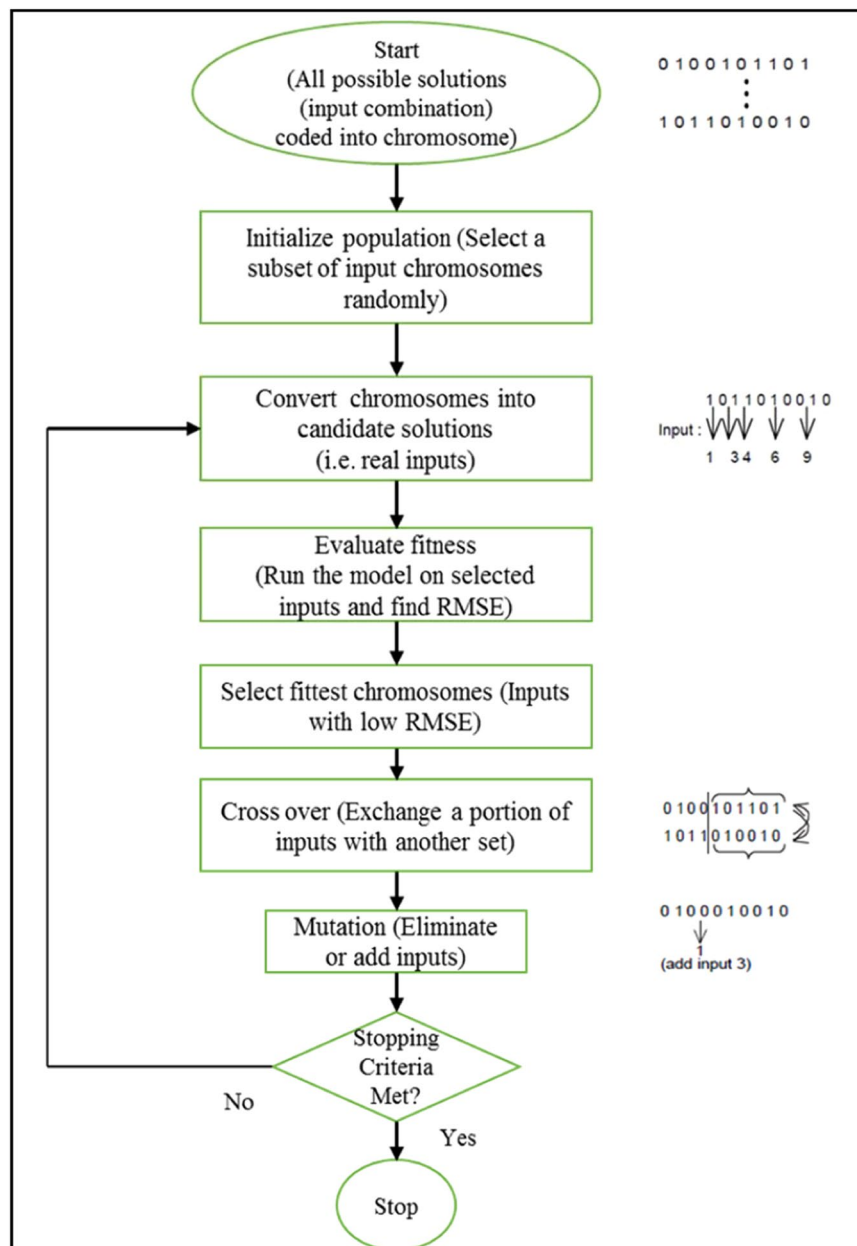 Start
(All possible solutions
(input combination)
coded into chromosome)
0 1 0 0 1 0 1 1 0 1
1 0 1 1 0 1 0 0 1 0
Initialize population (Select a
subset of input chromosomes
randomly)
Convert chromosomes into
candidate solutions
(i.e. real inputs)
1 0 1 1 0 1 0 0 1 0
Input :
1 3 4 6 9
Evaluate fitness
(Run the model on selected
inputs and find RMSE)
Select fittest chromosomes (Inputs
with low RMSE)
Cross over (Exchange a portion of
inputs with another set)
0 1 0 0 1 0 1 1 0 1
1 0 1 1 0 1 0 0 1 0
Mutation (Eliminate
or add inputs)
0 1 0 0 0 1 0 0 1 0
1
(add input 3)
Stopping
Criteria
Met?
No
Yes
Stop